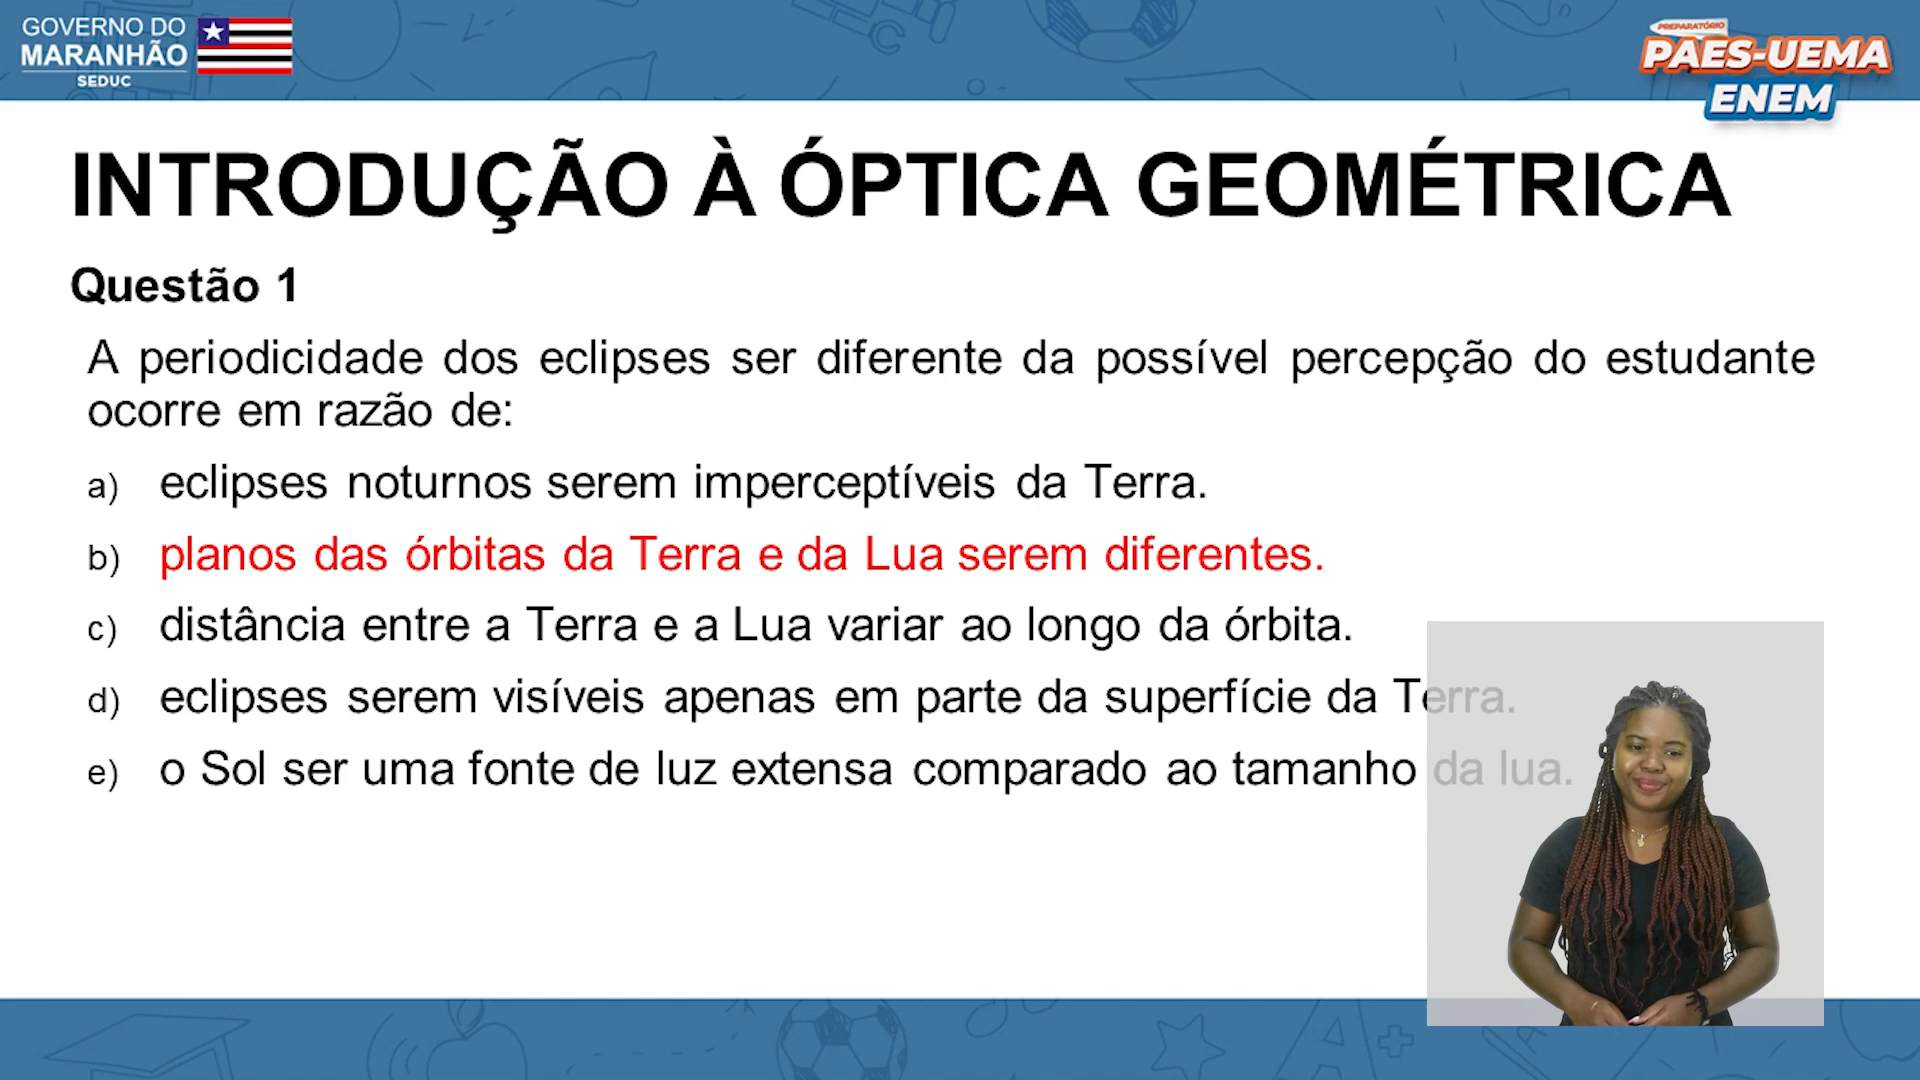 GOVERNO DO
MARANHÃO
SEDUC
PREPARATÓRIO
PAES-UEMA
ENEM
INTRODUÇÃO À ÓPTICA GEOMÉTRICA
Questão 1
A periodicidade dos eclipses ser diferente da possível percepção do estudante
ocorre em razão de:
a) eclipses noturnos serem imperceptíveis da Terra.
b) planos das órbitas da Terra e da Lua serem diferentes.
c) distância entre a Terra e a Lua variar ao longo da órbita.
d) eclipses serem visíveis apenas em parte da superfície da Terra.
e) o Sol ser uma fonte de luz extensa comparado ao tamanho da lua.
A+